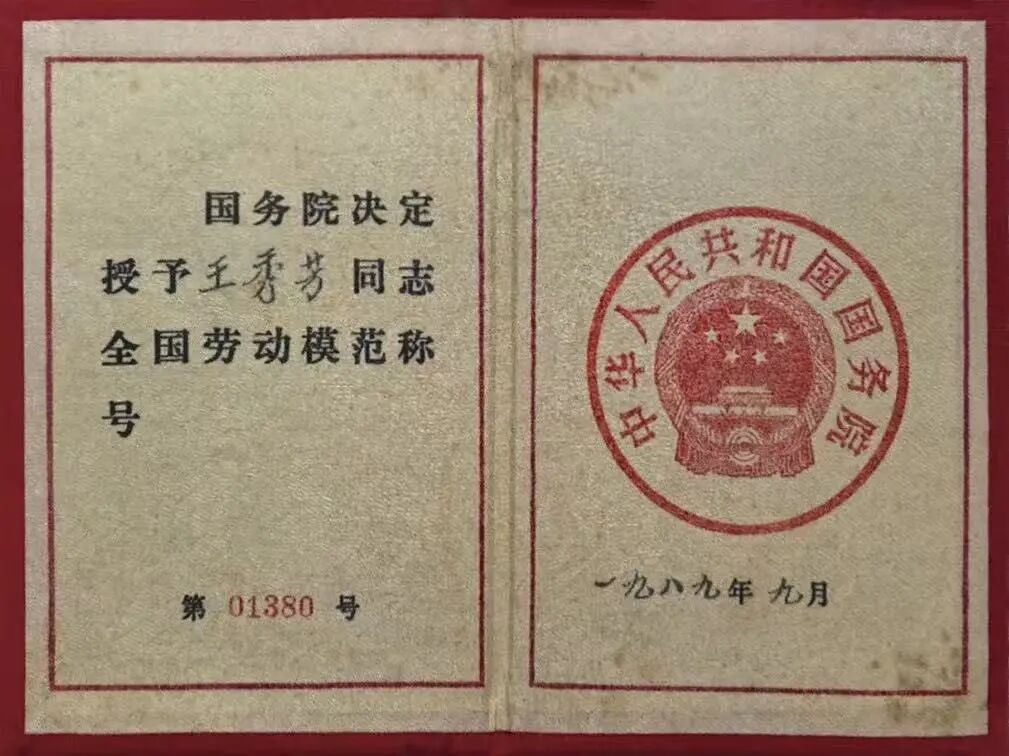 国务院决定
授予王秀芳同志
全国劳动模范称
号
第 01380 号
中华人民共和国国务院
一九八九年九月